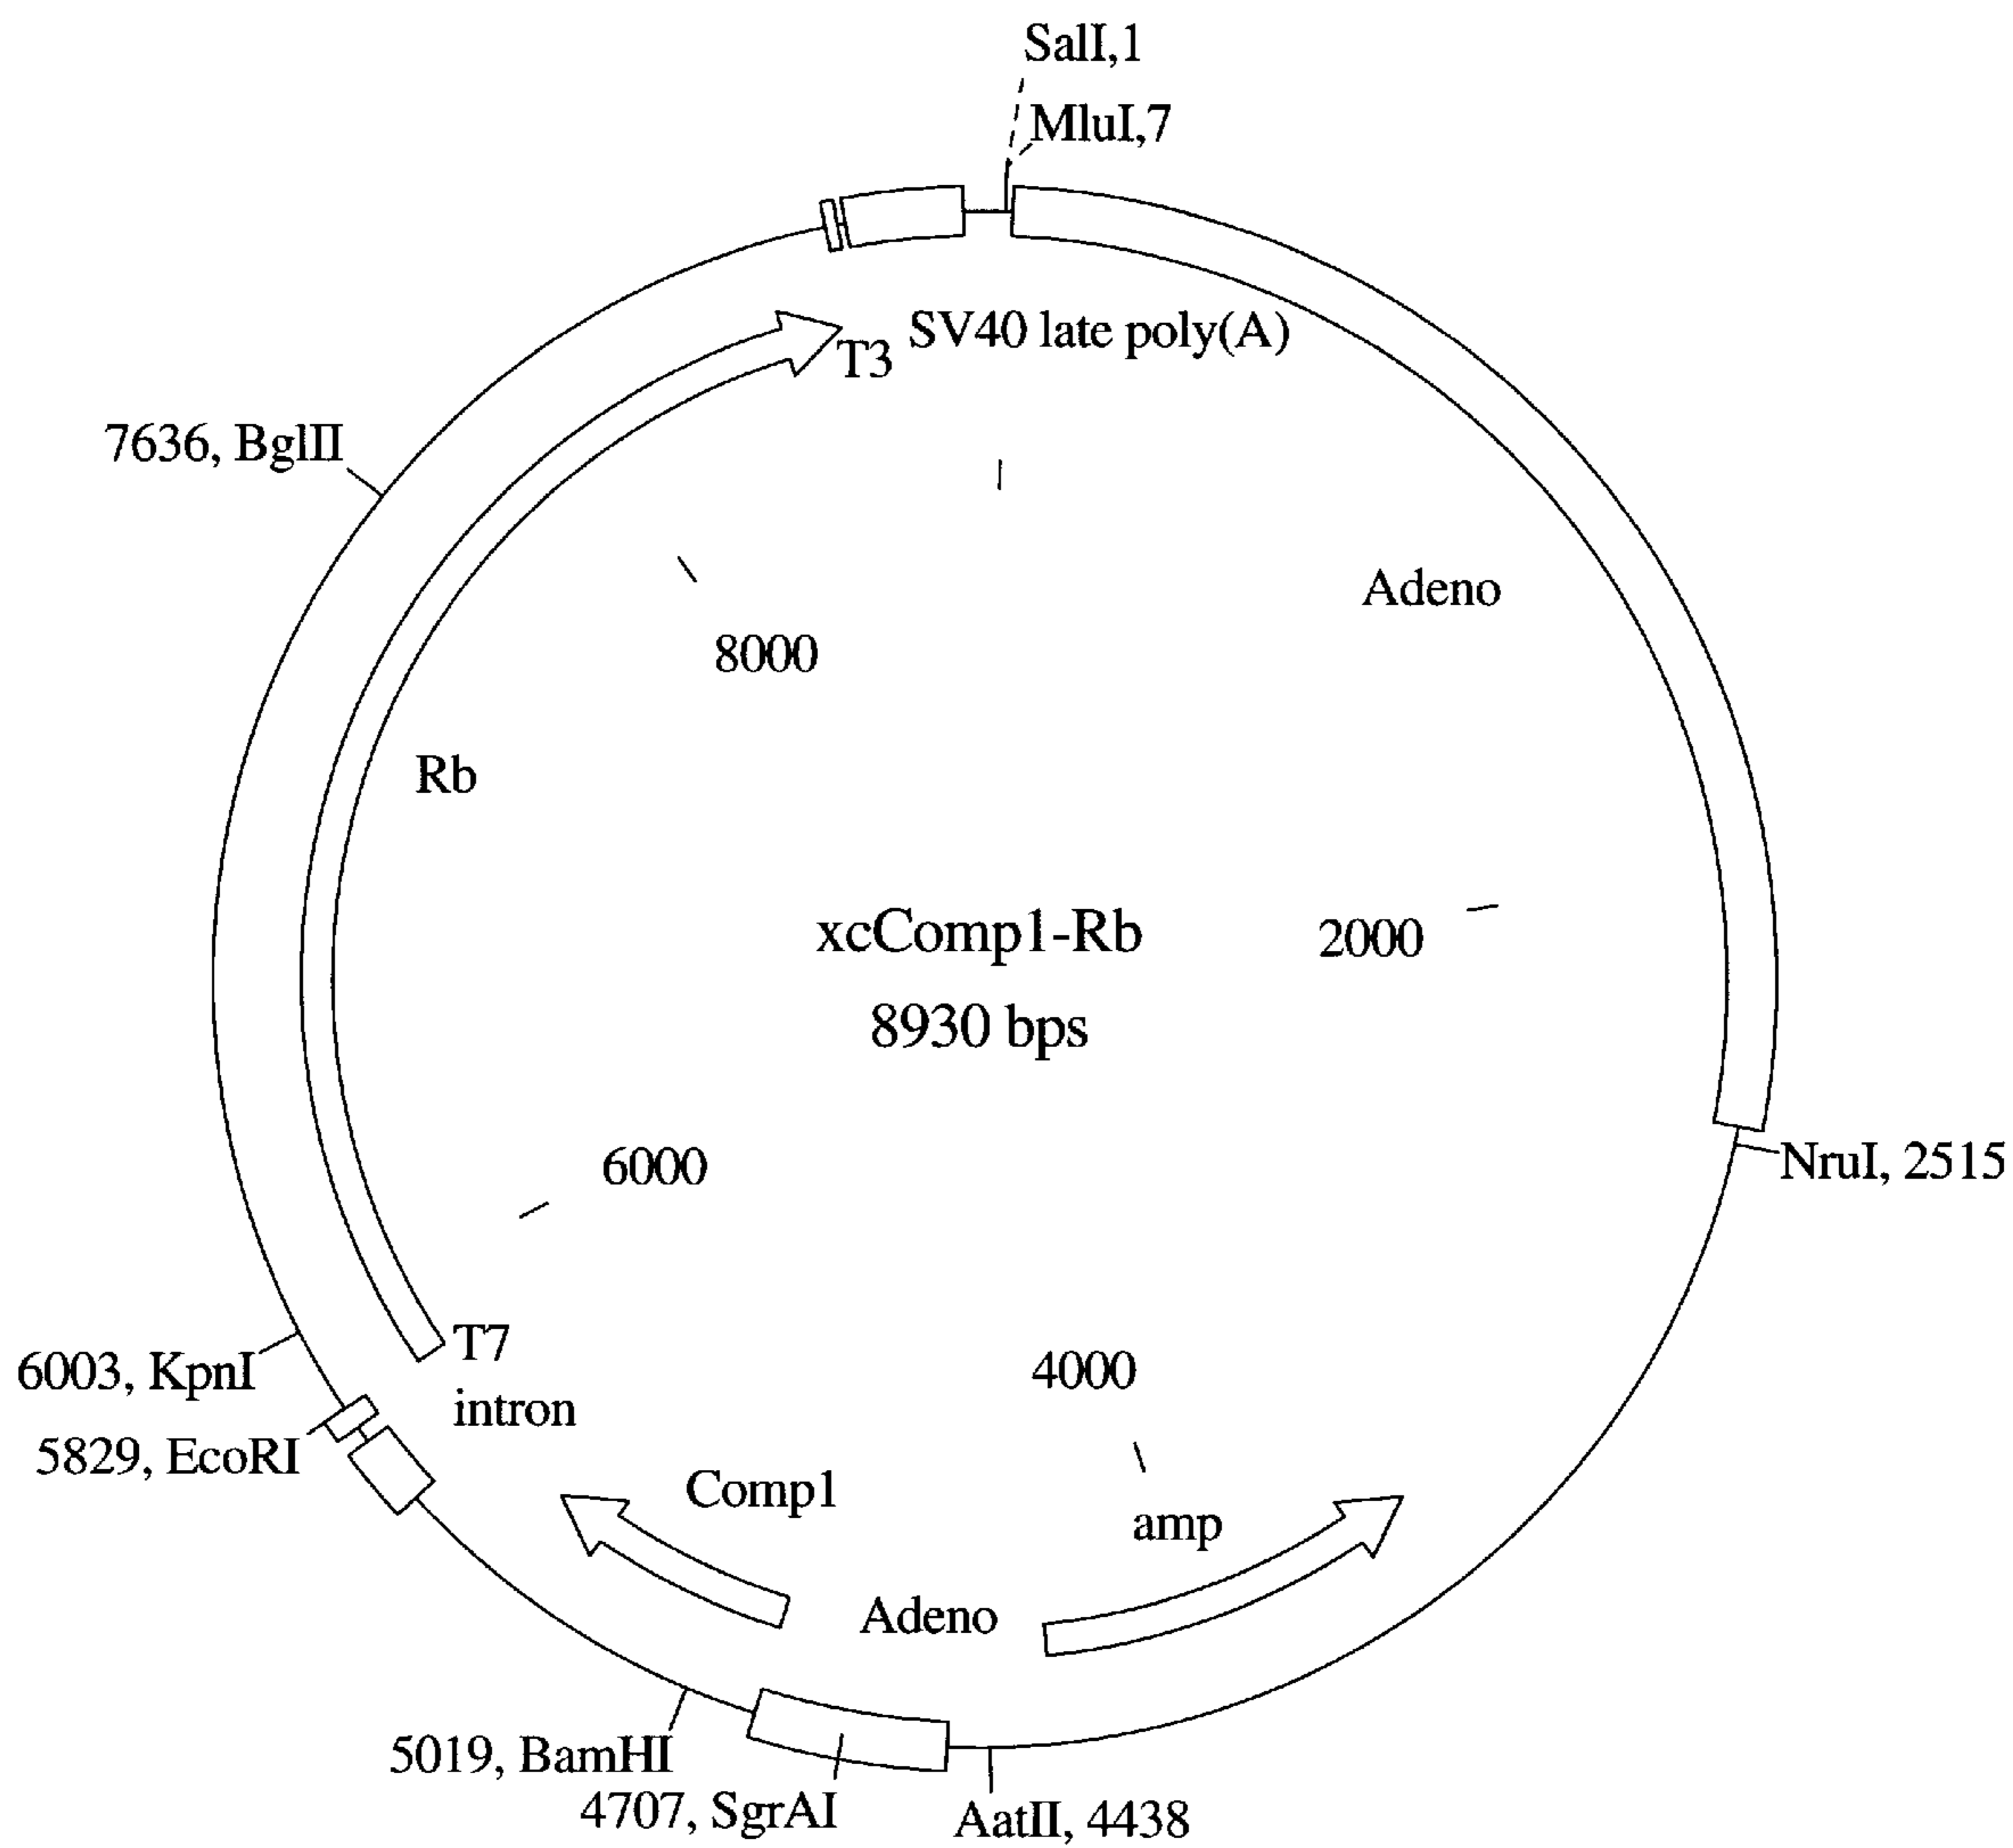 SalI,1
MluI,7
SV40 late poly(A)
T3
7636, BglII
Adeno
8000
Rb
xcComp1-Rb
2000
8930 bps
6000
NruI, 2515
T7
6003, KpnI
4000
intron
5829, EcoRI
Comp1
amp
Adeno
5019, BamHI
4707, SgrAI
AatII, 4438